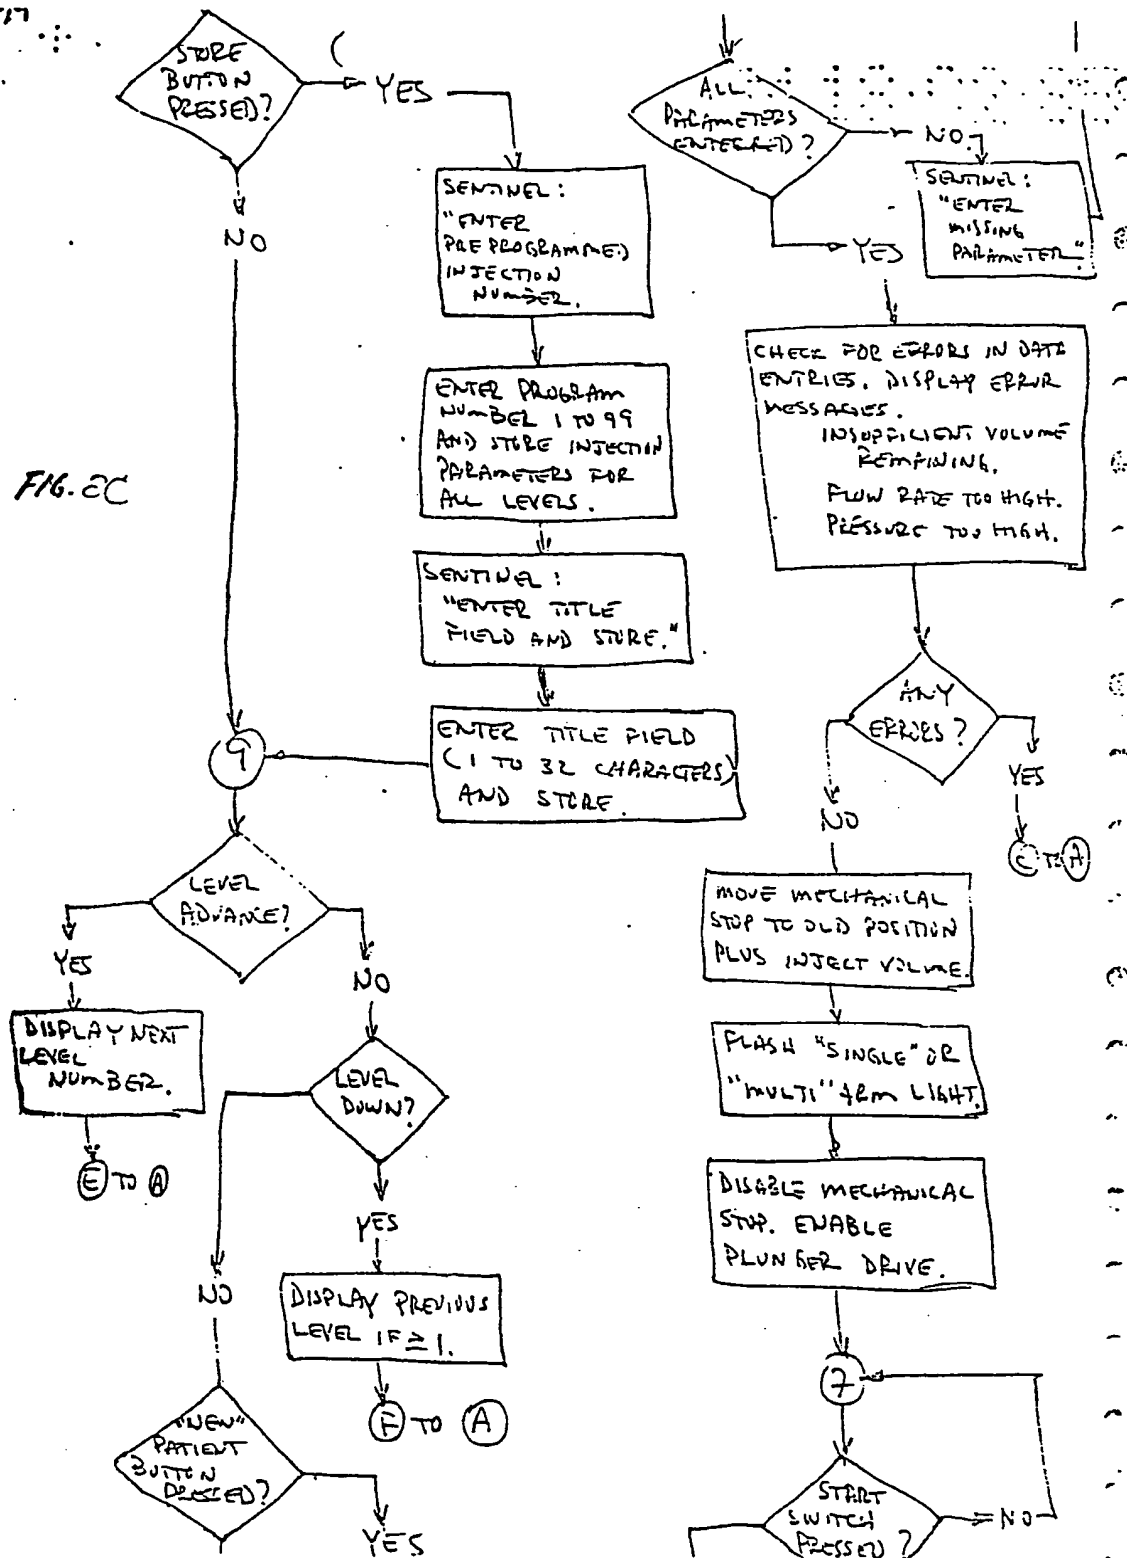 STORE
BUTTON
PRESSED?
YES
NO
SENTINEL:
"ENTER
PREPROGRAMMED
INJECTION
NUMBER.
ENTER PROGRAM
NUMBER 1 TO 99
AND STORE INJECTION
PARAMETERS FOR
ALL LEVELS.
SENTINEL:
"ENTER TITLE
FIELD AND STORE."
ENTER TITLE FIELD
(1 TO 32 CHARACTERS)
AND STORE.
9
LEVEL
ADVANCE?
YES
NO
DISPLAY NEXT
LEVEL
NUMBER.
E TO A
LEVEL
DOWN?
YES
NO
DISPLAY PREVIOUS
LEVEL IF ≥ 1.
F TO A
"NEW"
PATIENT
BUTTON
PRESSED?
YES
FIG.
ALL
PARAMETERS
ENTERED?
NO
SENTINEL:
"ENTER
MISSING
PARAMETER."
YES
CHECK FOR ERRORS IN DATA
ENTRIES. DISPLAY ERROR
MESSAGES.
INSUFFICIENT VOLUME
REMAINING.
FLOW RATE TOO HIGH.
PRESSURE TOO HIGH.
ANY
ERRORS?
YES
C TO A
NO
MOVE MECHANICAL
STOP TO OLD POSITION
PLUS INJECT VOLUME.
FLASH "SINGLE" OR
"MULTI" ARM LIGHT.
DISABLE MECHANICAL
STOP. ENABLE
PLUNGER DRIVE.
7
START
SWITCH
PRESSED?
NO